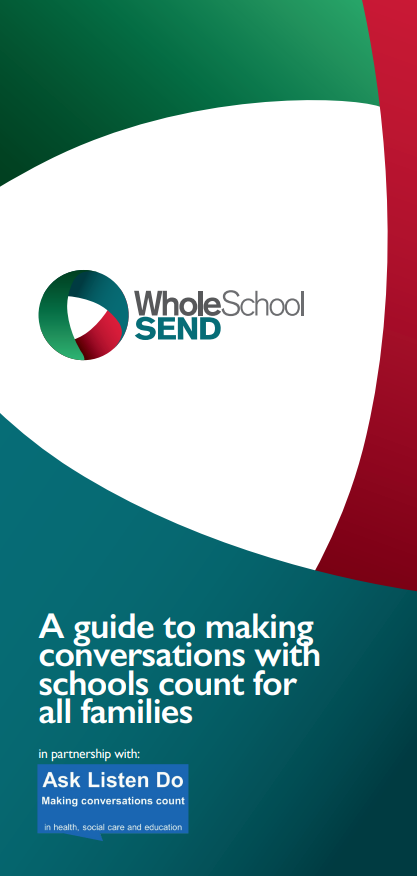 WholeSchool
SEND
A guide to making
conversations with
schools count for
all families
in partnership with:
Ask Listen Do
Making conversations count
in health, social care and education